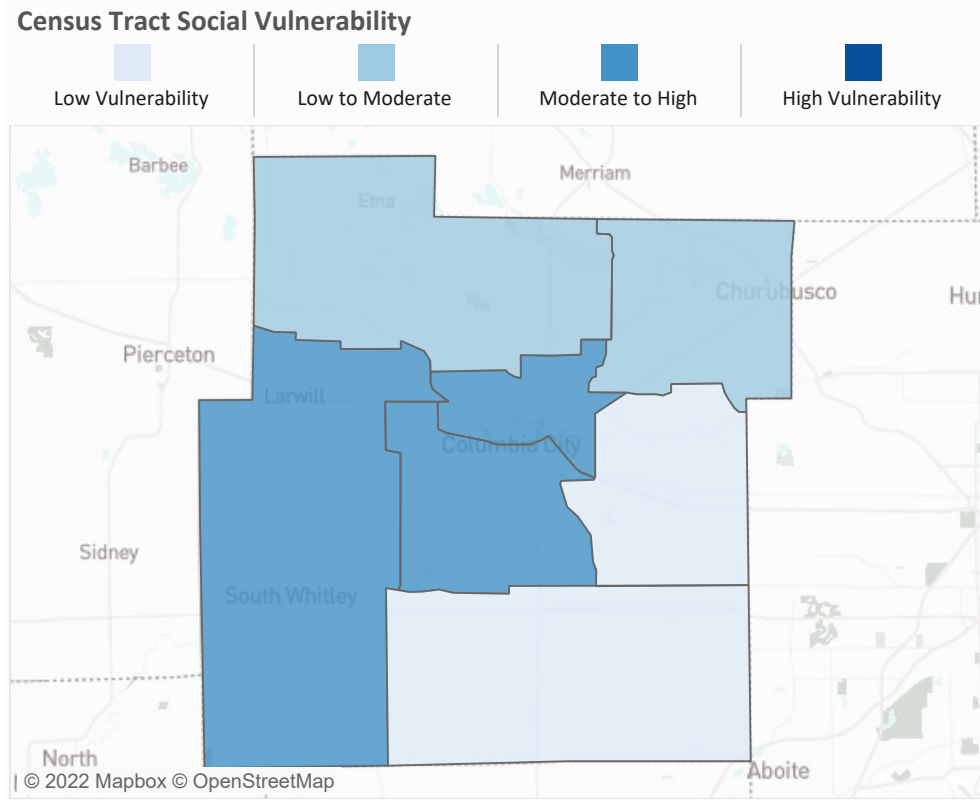 Census Tract Social Vulnerability
Low Vulnerability
Low to Moderate
Moderate to High
High Vulnerability
Barbee
Merriam
Etna
Churubusco
Hu
Pierceton
Larwill
Columbia City
Sidney
South Whitley
North
Aboite
| © 2022 Mapbox © OpenStreetMap